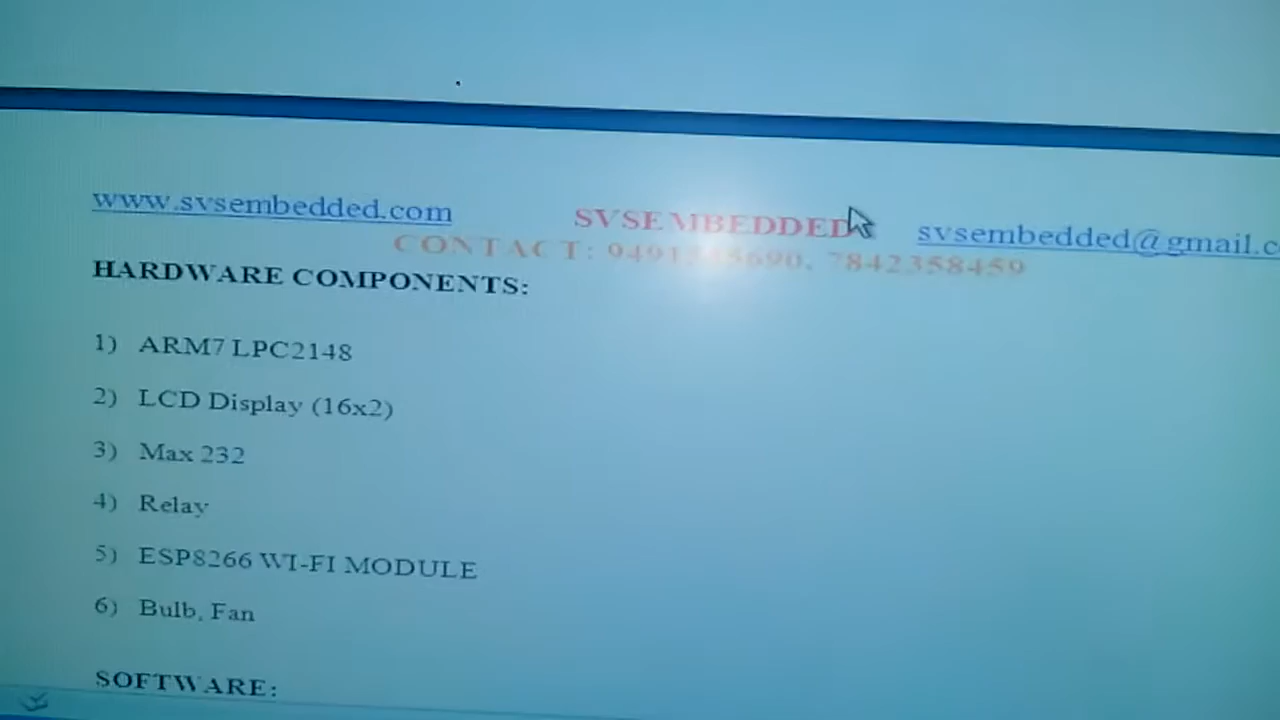 www.svsembedded.com SVSEMBEDDED svsembedded@gmail.c
CONTACT: 7842358459
HARDWARE COMPONENTS:
1) ARM7 LPC2148
2) LCD Display (16x2)
3) Max 232
4) Relay
5) ESP8266 WI-FI MODULE
6) Bulb, Fan
SOFTWARE: